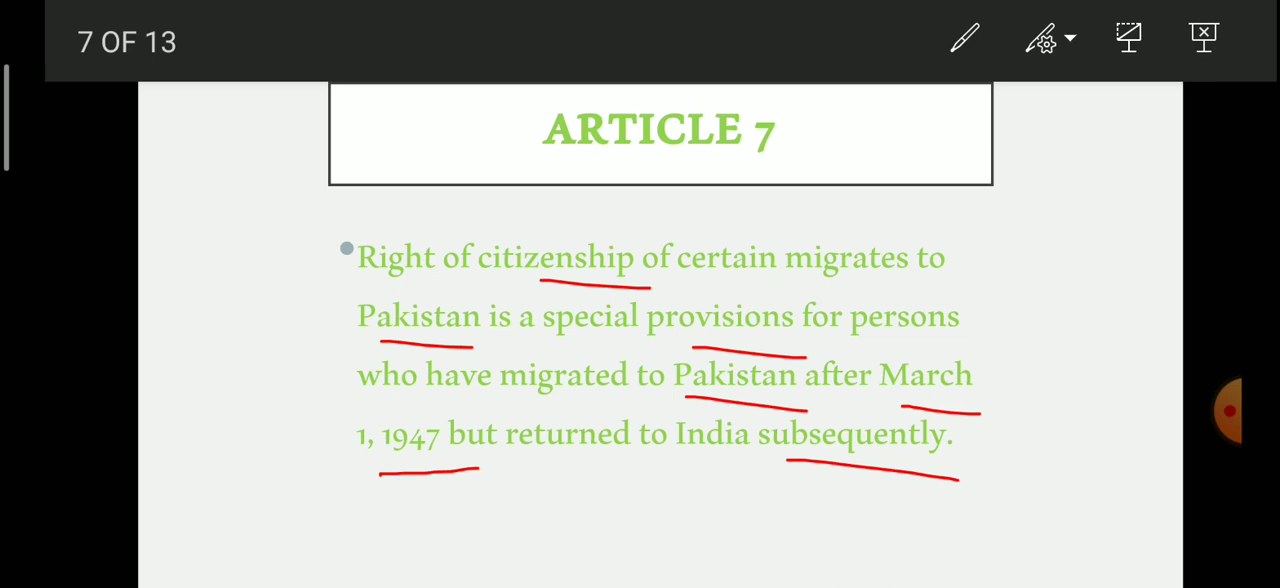 7 OF 13
ARTICLE 7
Right of citizenship of certain migrates to
Pakistan is a special provisions for persons
who have migrated to Pakistan after March
1, 1947 but returned to India subsequently.